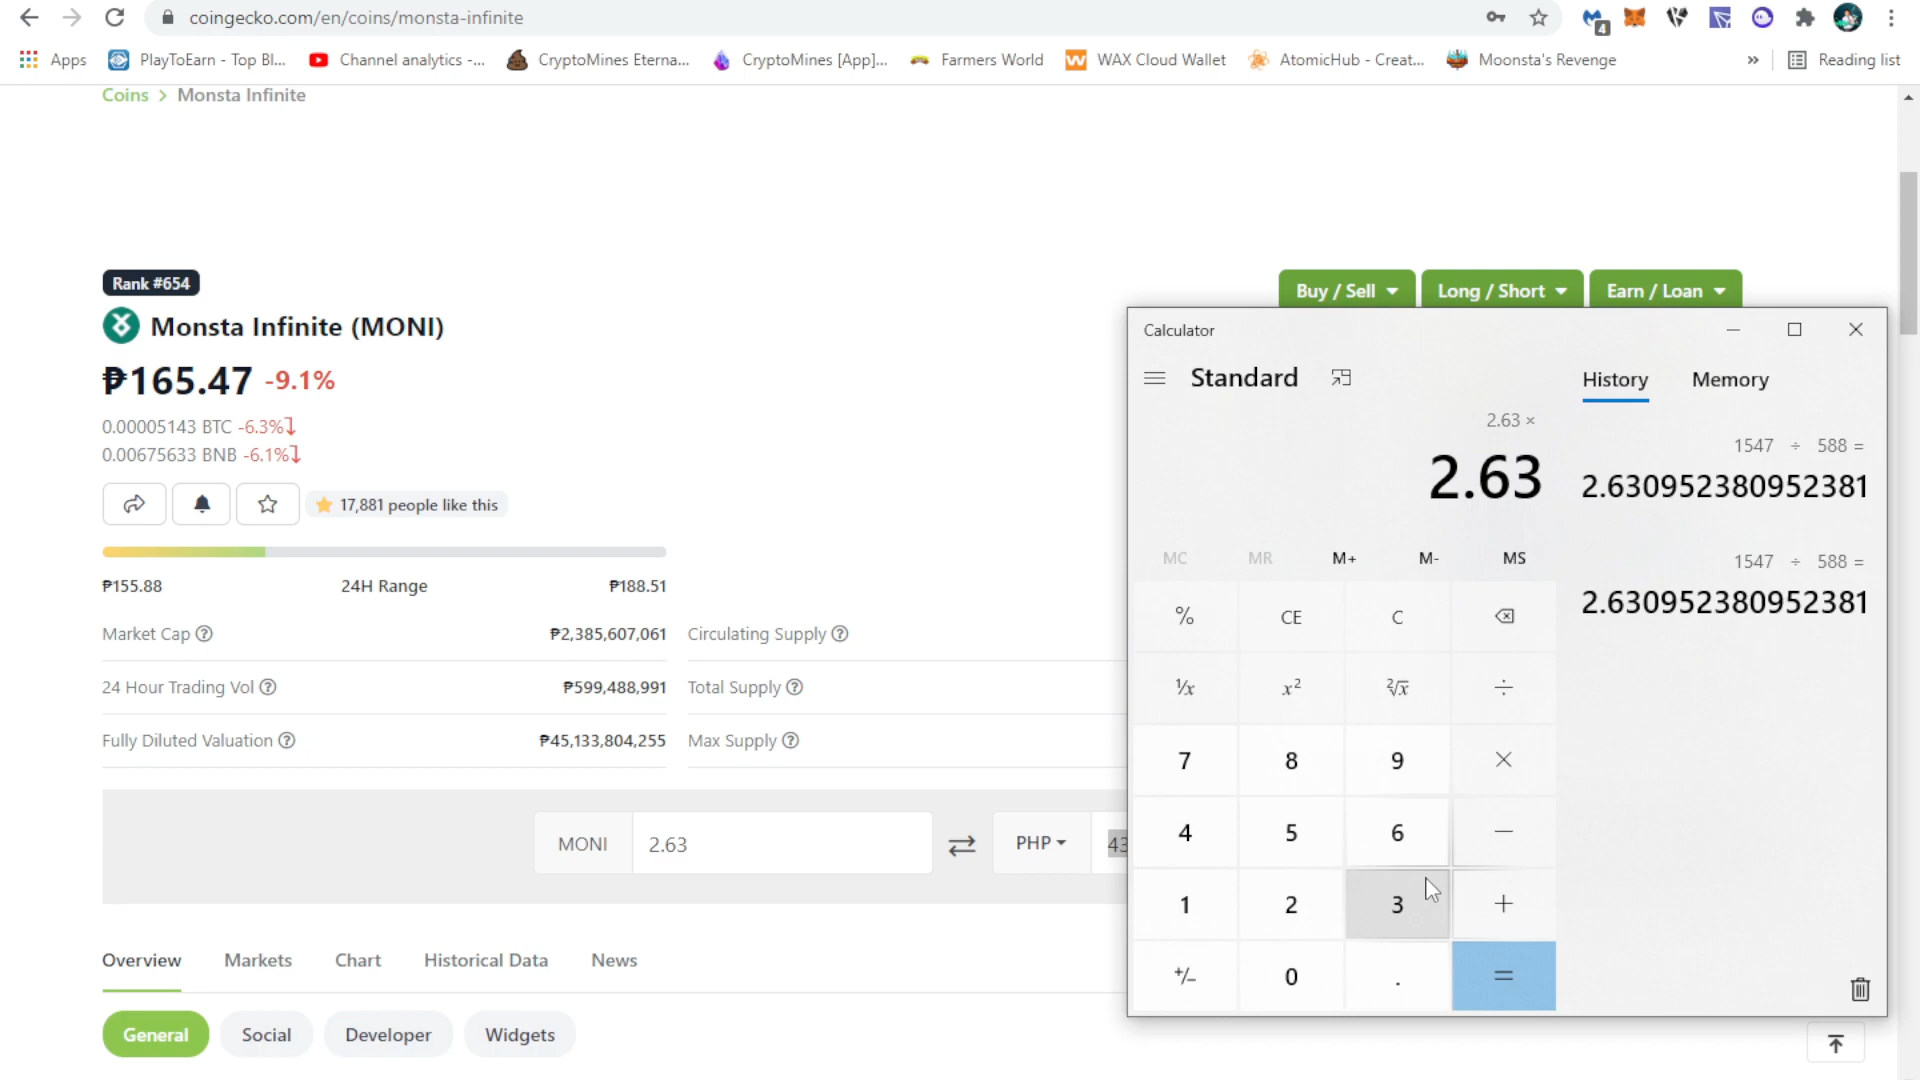 coingecko.com/en/coins/monsta-infinite
4
Apps PlayToEarn - Top Bl... Channel analytics -... CryptoMines Eterna... CryptoMines [App]... Farmers World WAX Cloud Wallet AtomicHub - Creat... Moonsta's Revenge » Reading list
Coins > Monsta Infinite
Rank #654
Buy / Sell Long / Short Earn / Loan
Monsta Infinite (MONI)
₱165.47 -9.1%
0.00005143 BTC -6.3%
0.00675633 BNB -6.1%
17,881 people like this
₱155.88 24H Range ₱188.51
Market Cap ₱2,385,607,061 Circulating Supply
24 Hour Trading Vol ₱599,488,991 Total Supply
Fully Diluted Valuation ₱45,133,804,255 Max Supply
MONI 2.63 PHP 43
Overview Markets Chart Historical Data News
General Social Developer Widgets
Calculator
Standard
History Memory
2.63 ×
2.63
1547 ÷ 588 =
2.630952380952381
1547 ÷ 588 =
2.630952380952381
MC MR M+ M- MS
% CE C
¹/x x² ²√x ÷
7 8 9 ×
4 5 6 −
1 2 3 +
+/− 0 . =